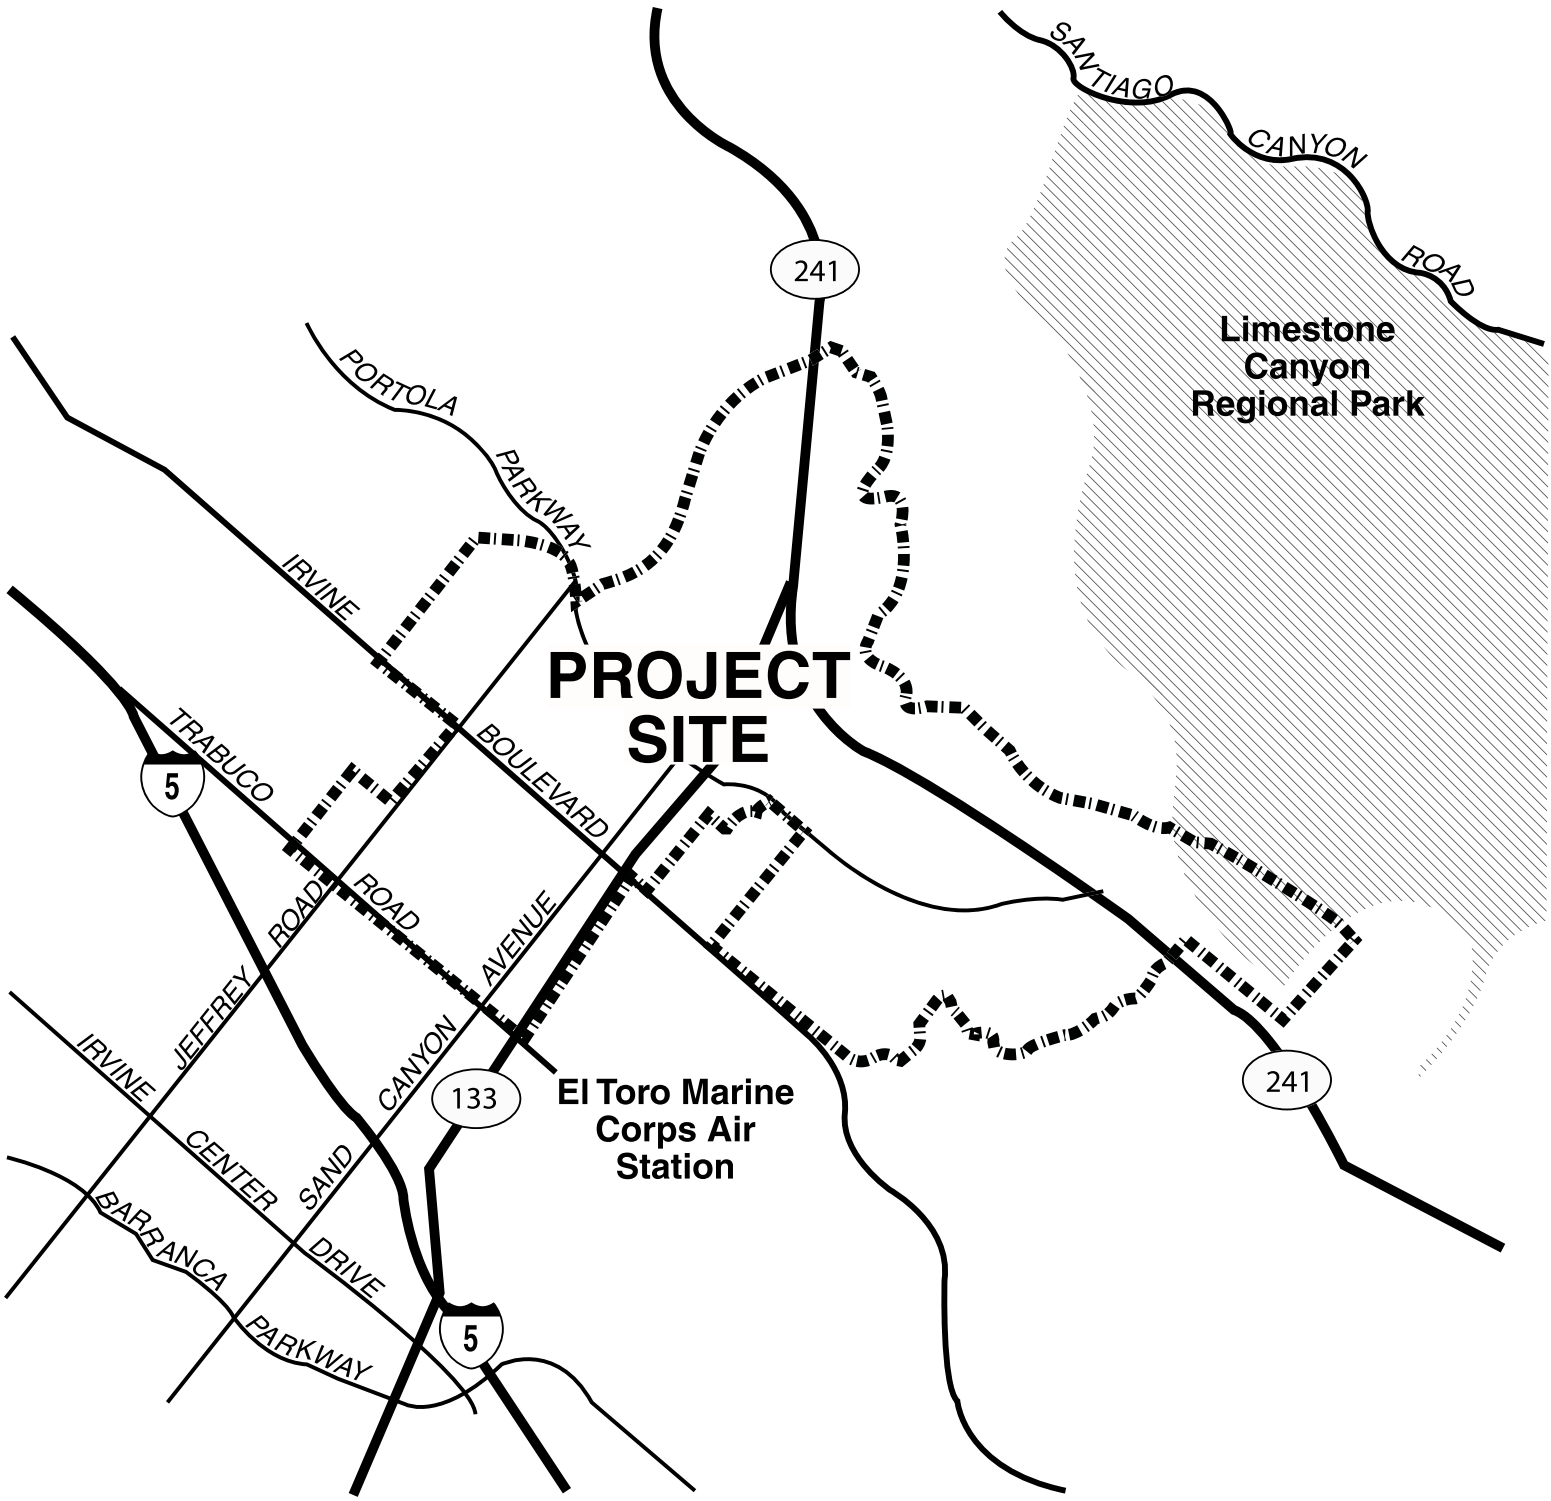 SANTIAGO
CANYON
ROAD
241
Limestone
Canyon
Regional Park
PORTOLA
PARKWAY
IRVINE
BOULEVARD
PROJECT
SITE
TRABUCO
ROAD
5
JEFFREY
ROAD
SAND
CANYON
AVENUE
133
El Toro Marine
Corps Air
Station
241
IRVINE
CENTER
DRIVE
BARRANCA
PARKWAY
5